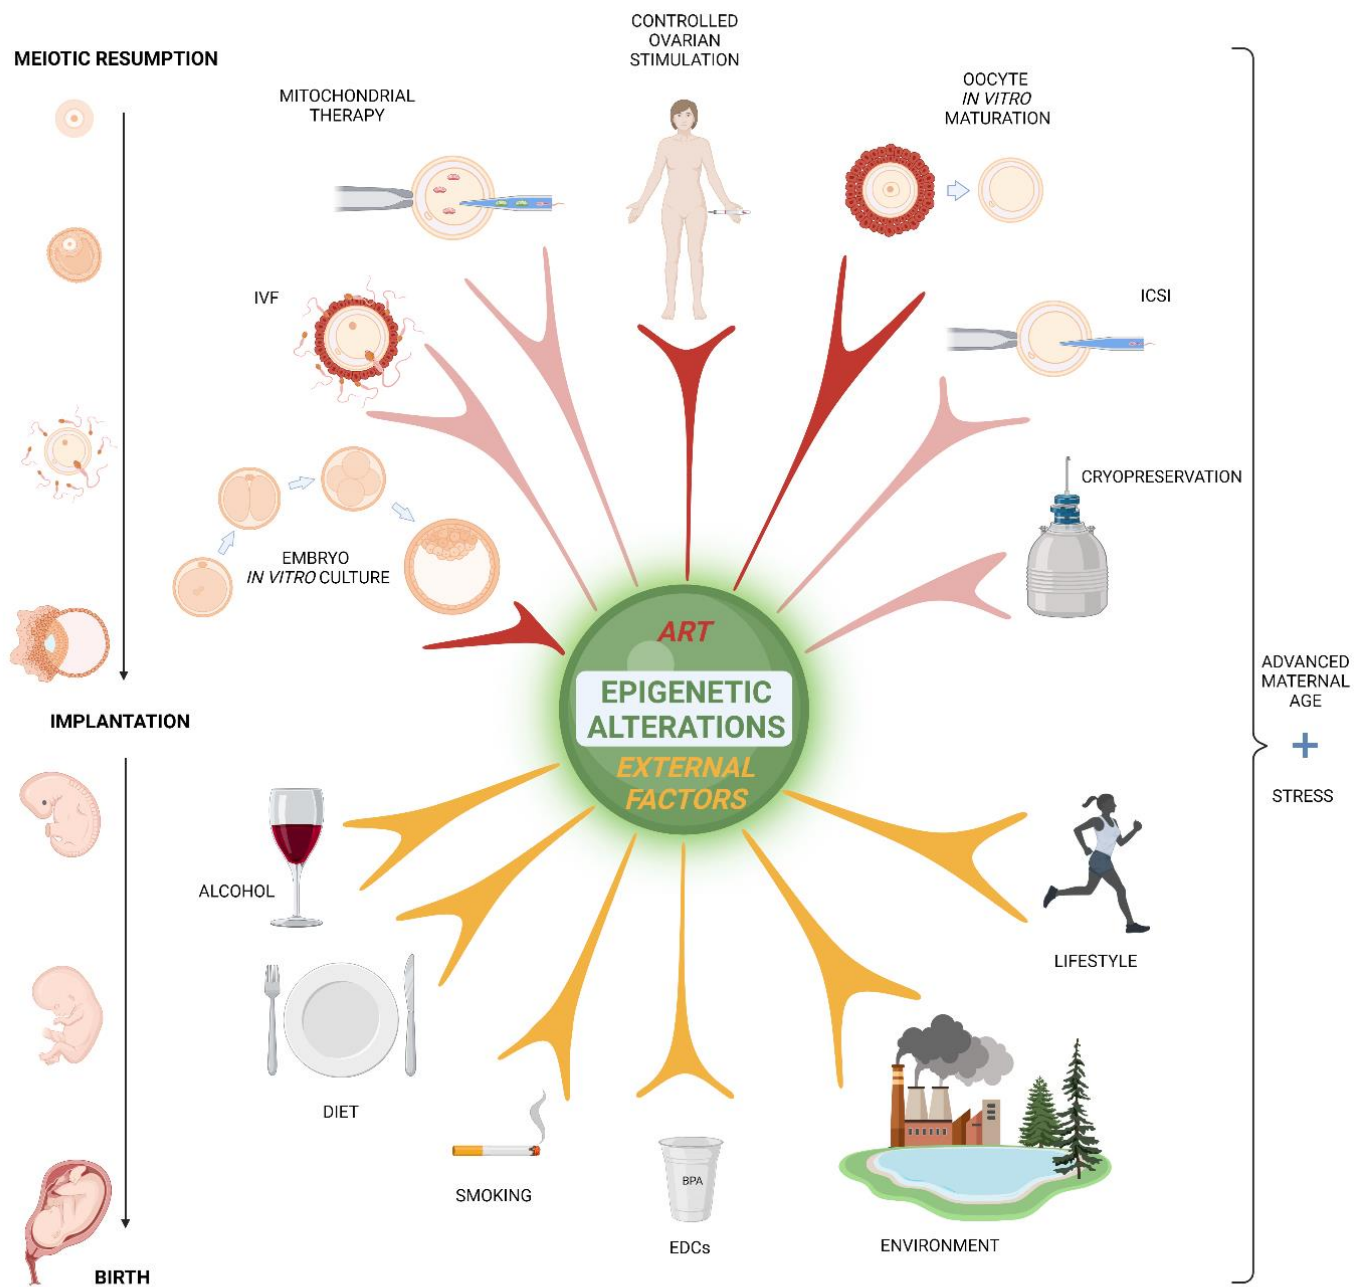 CONTROLLED
OVARIAN
STIMULATION
MEIOTIC RESUMPTION
MITOCHONDRIAL
THERAPY
OOCYTE
IN VITRO
MATURATION
IVF
ICSI
CRYOPRESERVATION
EMBRYO
IN VITRO CULTURE
ART
EPIGENETIC
ALTERATIONS
EXTERNAL
FACTORS
ADVANCED
MATERNAL
AGE
+
STRESS
IMPLANTATION
ALCOHOL
LIFESTYLE
DIET
SMOKING
BPA
EDCs
ENVIRONMENT
BIRTH